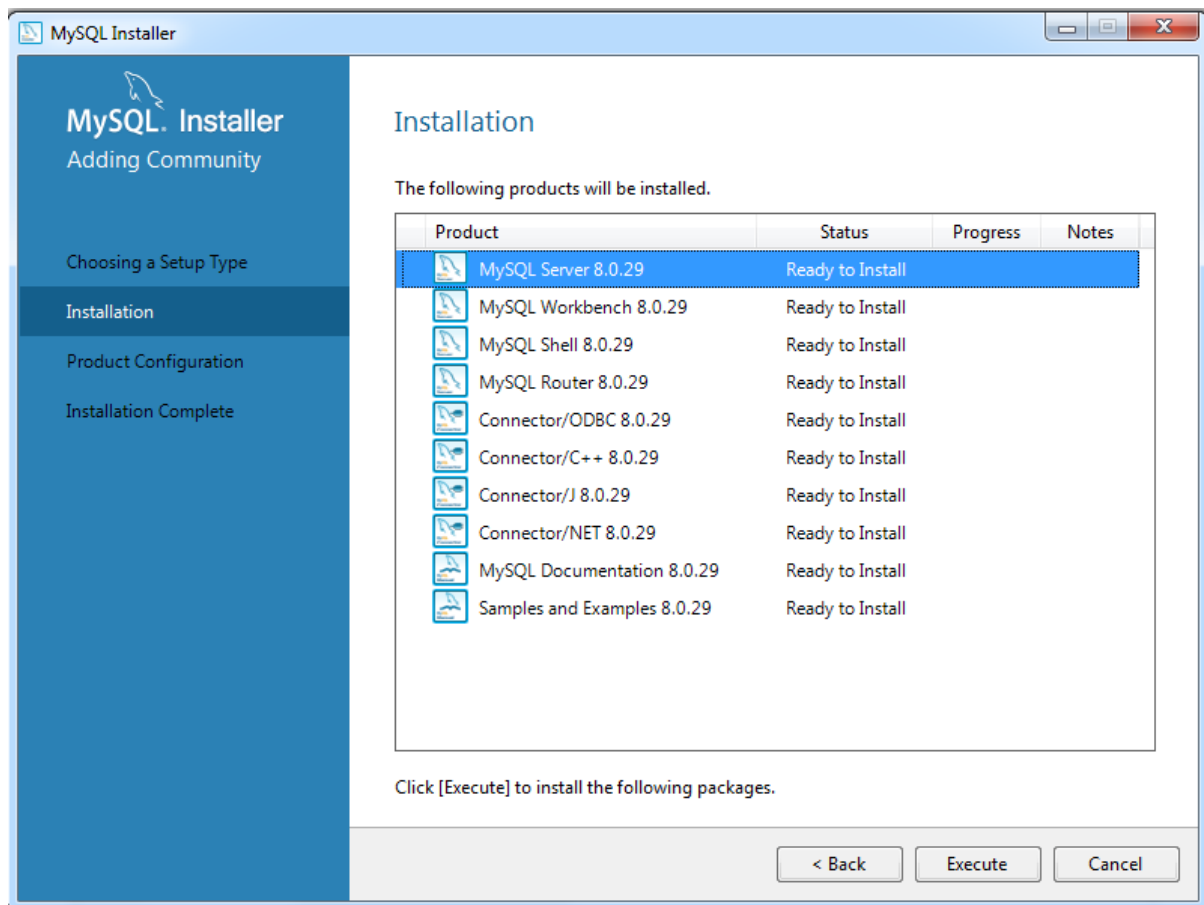 MySQL Installer
MySQL. Installer
Adding Community
Choosing a Setup Type
Installation
Product Configuration
Installation Complete
Installation
The following products will be installed.
Product Status Progress Notes
MySQL Server 8.0.29 Ready to Install
MySQL Workbench 8.0.29 Ready to Install
MySQL Shell 8.0.29 Ready to Install
MySQL Router 8.0.29 Ready to Install
Connector/ODBC 8.0.29 Ready to Install
Connector/C++ 8.0.29 Ready to Install
Connector/J 8.0.29 Ready to Install
Connector/NET 8.0.29 Ready to Install
MySQL Documentation 8.0.29 Ready to Install
Samples and Examples 8.0.29 Ready to Install
Click [Execute] to install the following packages.
< Back Execute Cancel